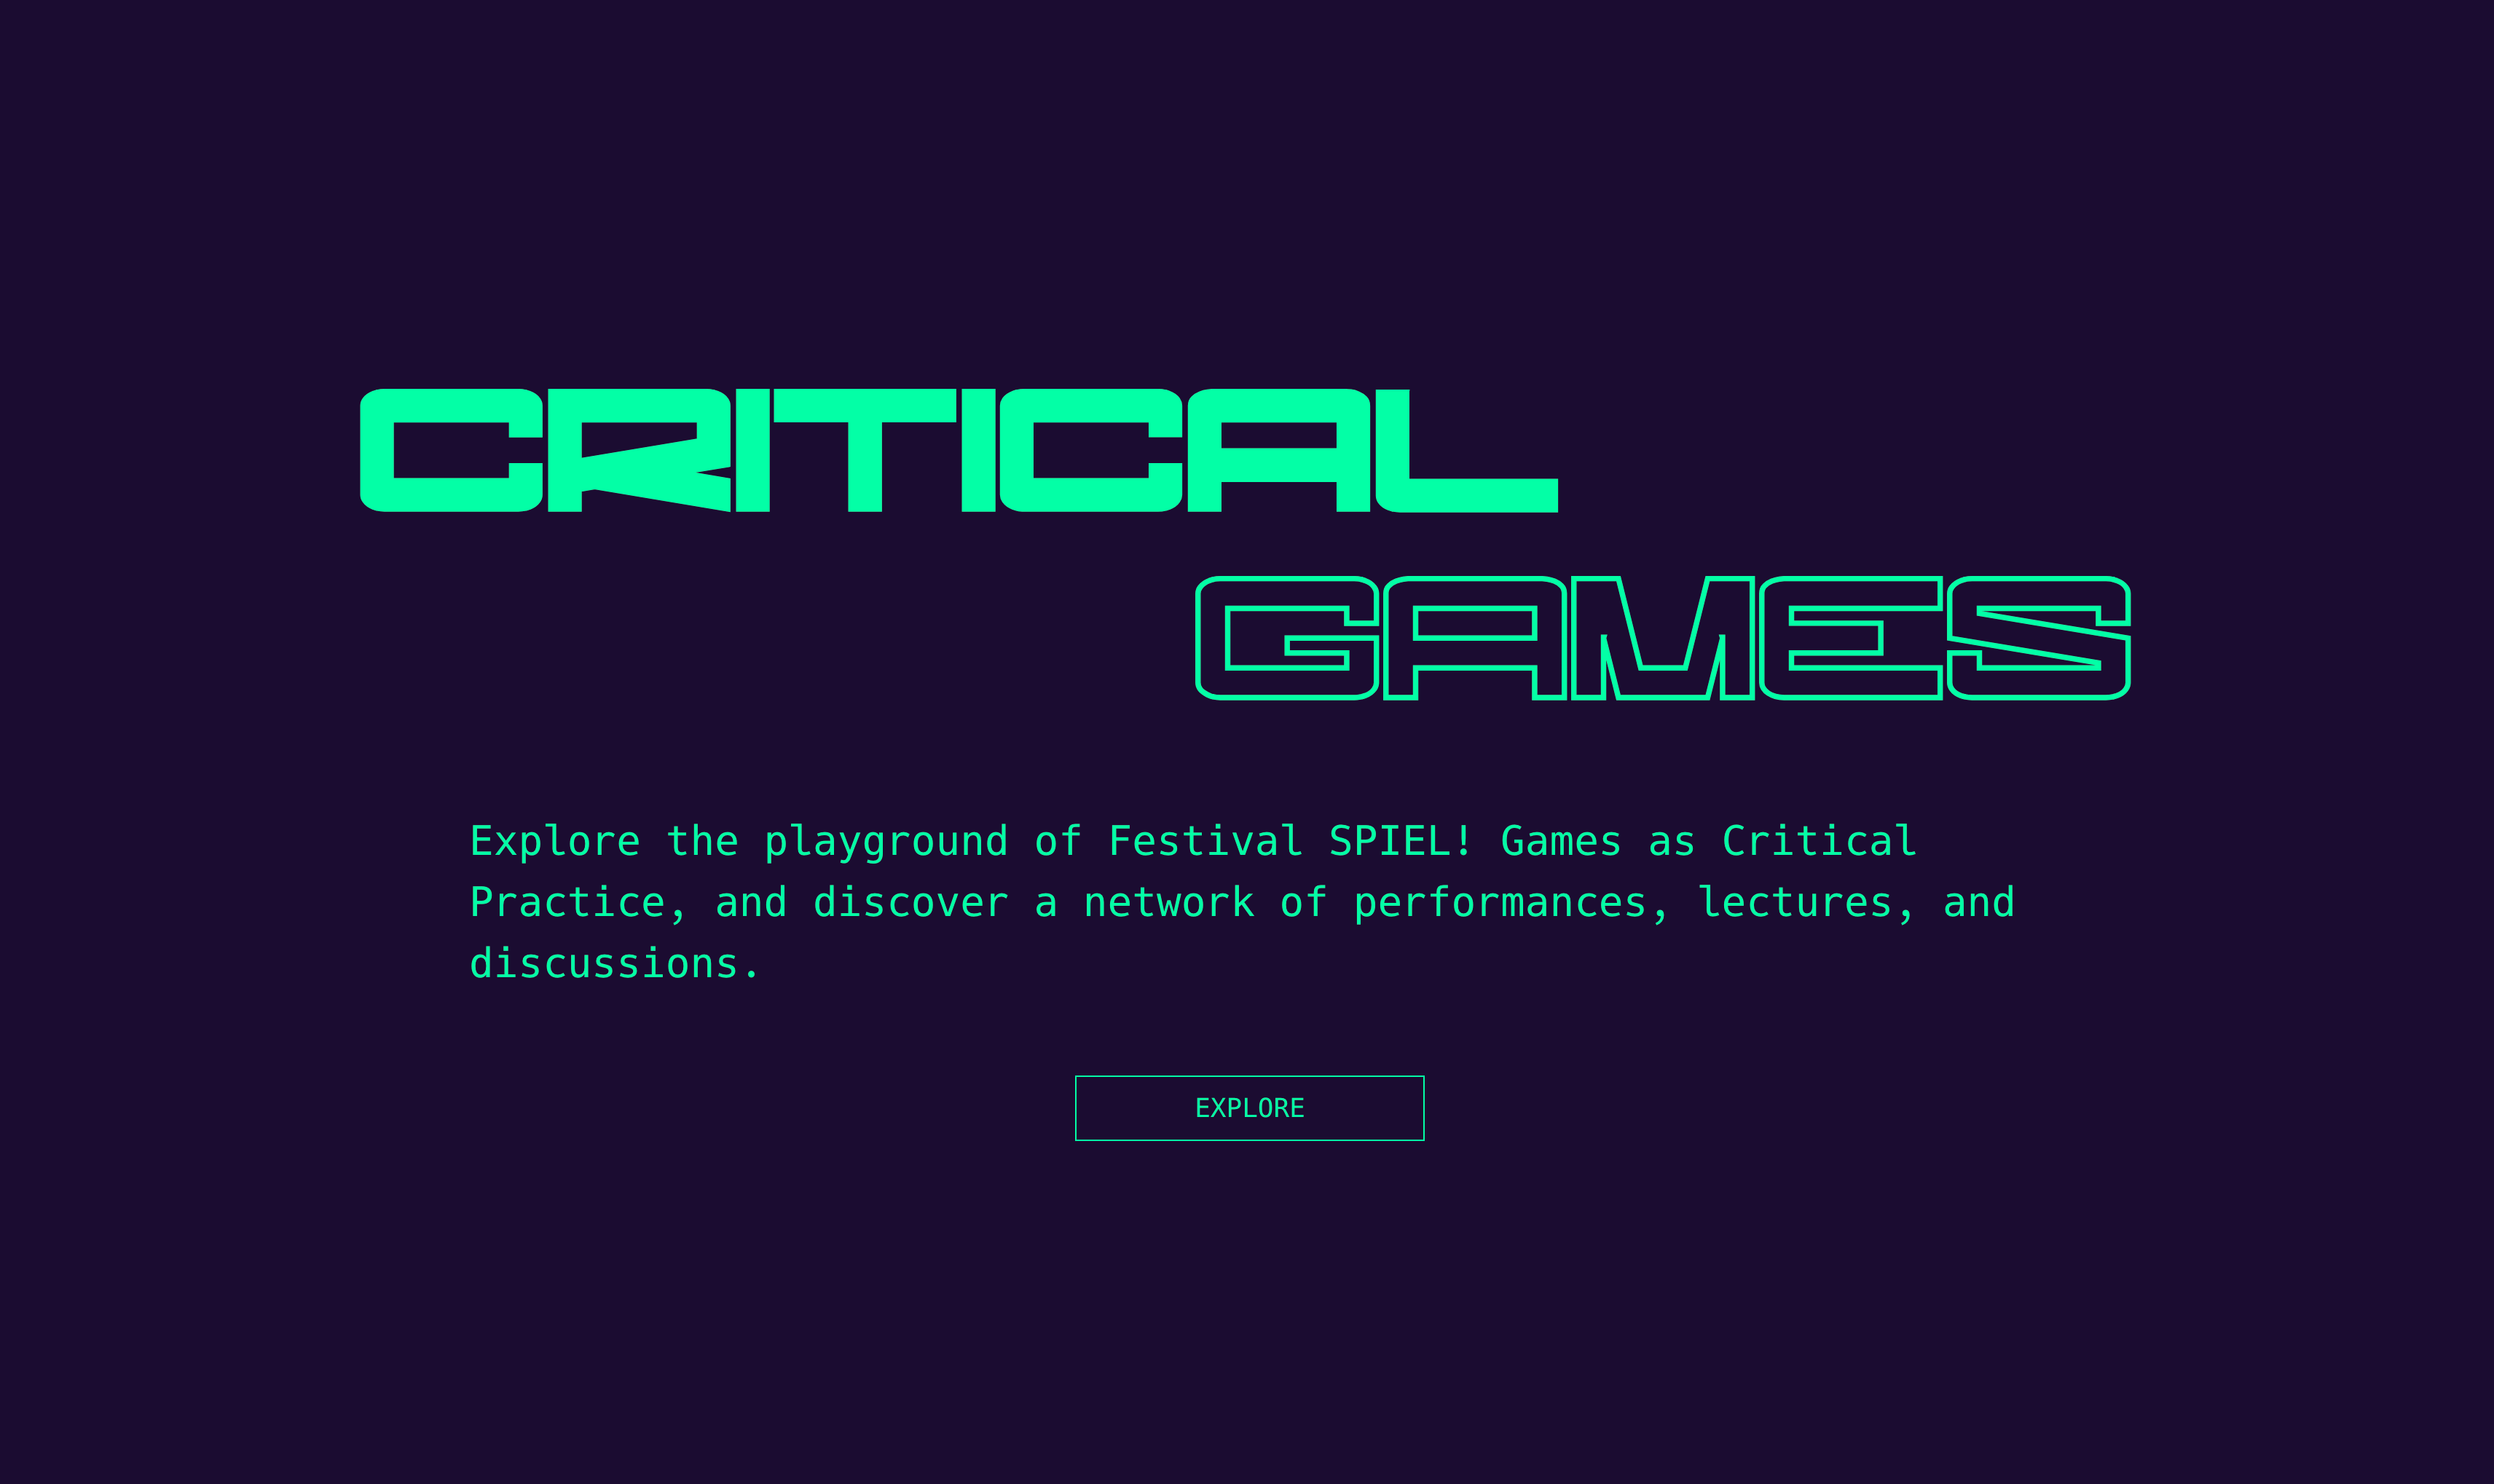 CRITICAL
GAMES
Explore the playground of Festival SPIEL! Games as Critical
Practice, and discover a network of performances, lectures, and
discussions.
EXPLORE